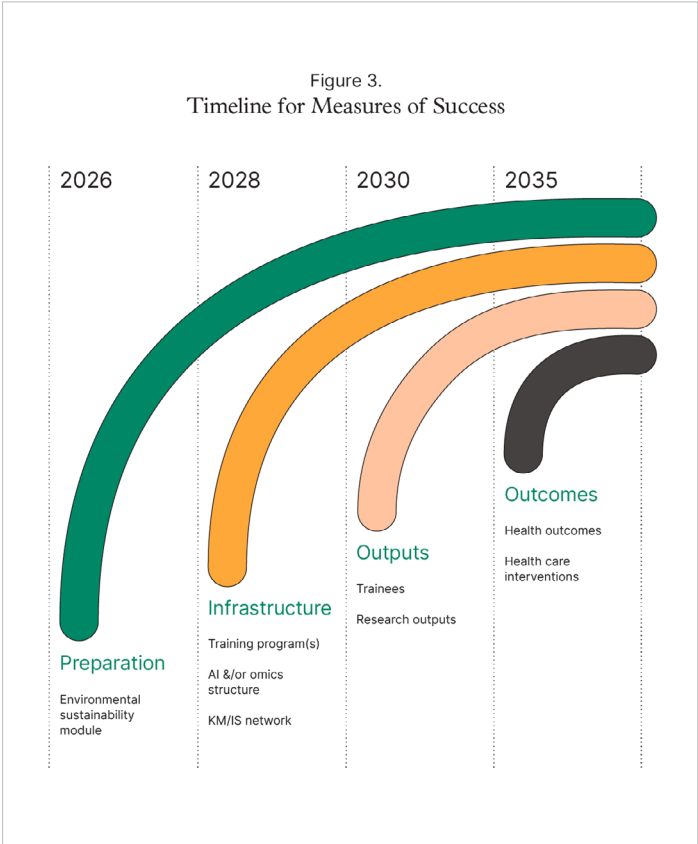 Figure 3.
Timeline for Measures of Success
2026
2028
2030
2035
Outcomes
Health outcomes
Health care
interventions
Outputs
Trainees
Research outputs
Infrastructure
Training program(s)
AI &/or omics
structure
KM/IS network
Preparation
Environmental
sustainability
module